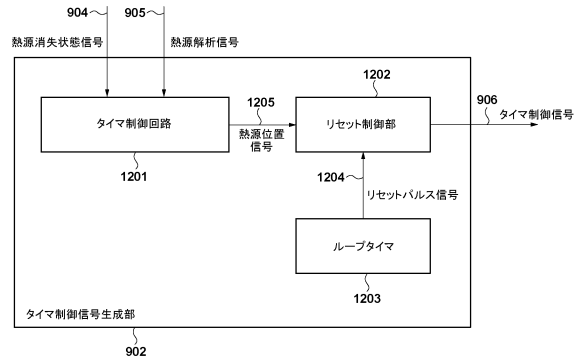 904
905
熱源消失状態信号
熱源解析信号
1202
1205
906
タイマ制御信号
タイマ制御回路
リセット制御部
熱源位置
信号
1201
1204
リセットパルス信号
ループタイマ
1203
タイマ制御信号生成部
902